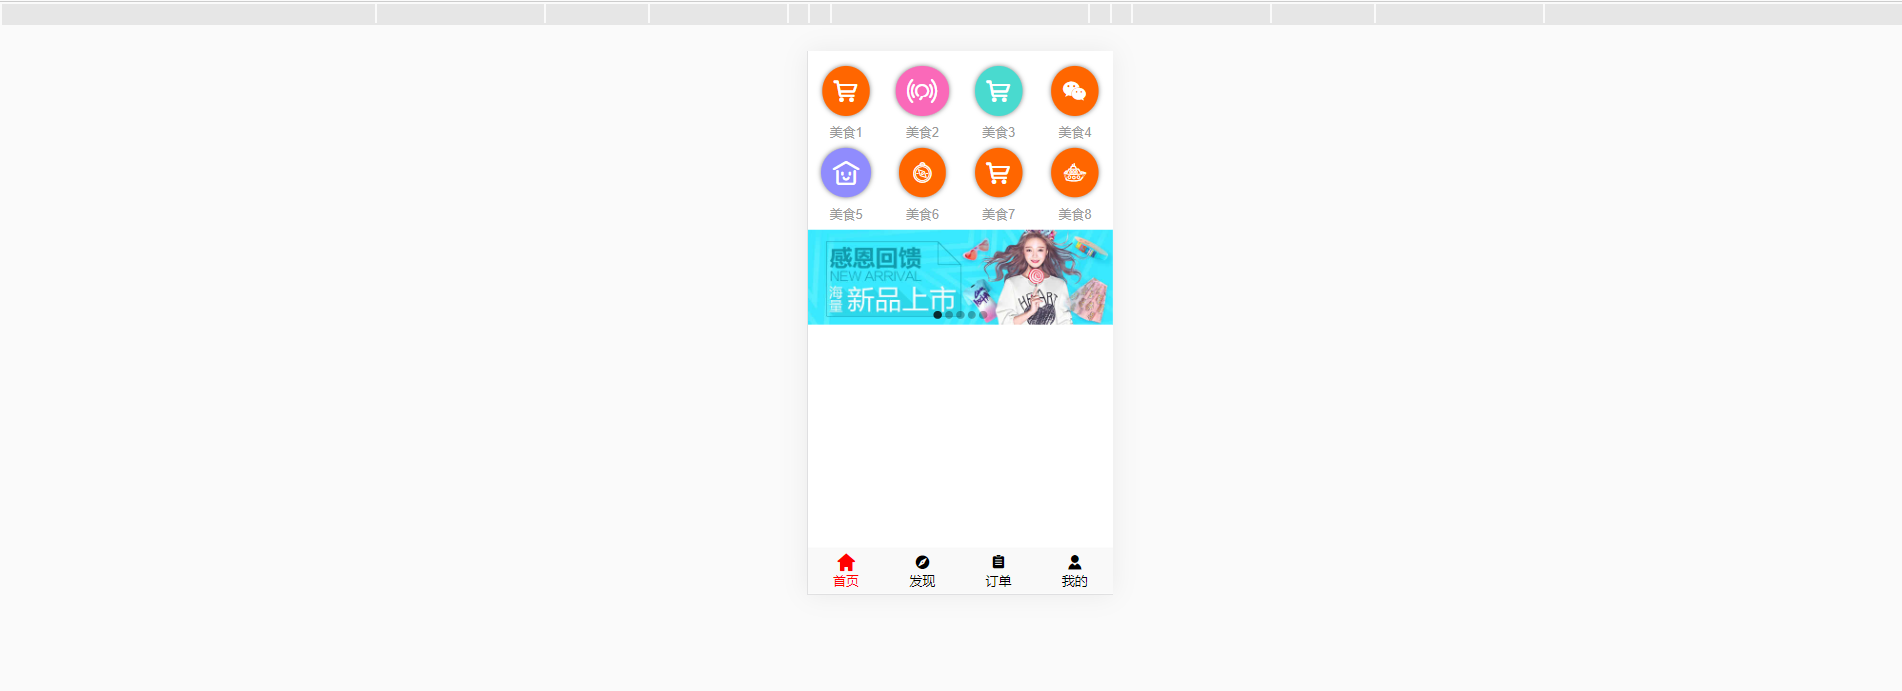 美食1 美食2 美食3 美食4
美食5 美食6 美食7 美食8
感恩回馈
NEW ARRIVAL
海量 新品上市
HEART
首页 发现 订单 我的